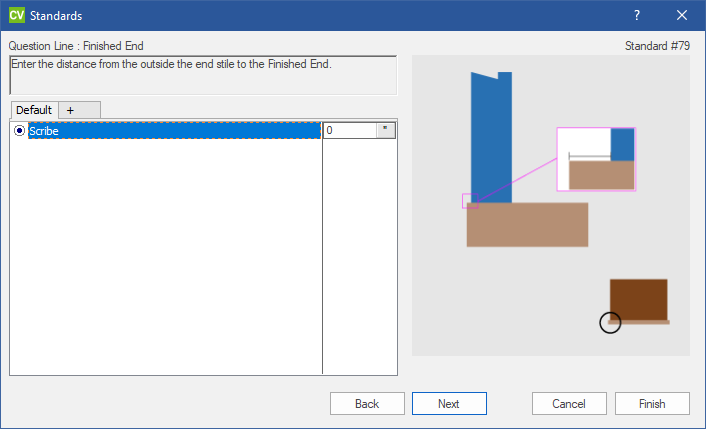 CV Standards ?
Question Line : Finished End Standard #79
Enter the distance from the outside the end stile to the Finished End.
Default +
Scribe 0 "
Back Next Cancel Finish